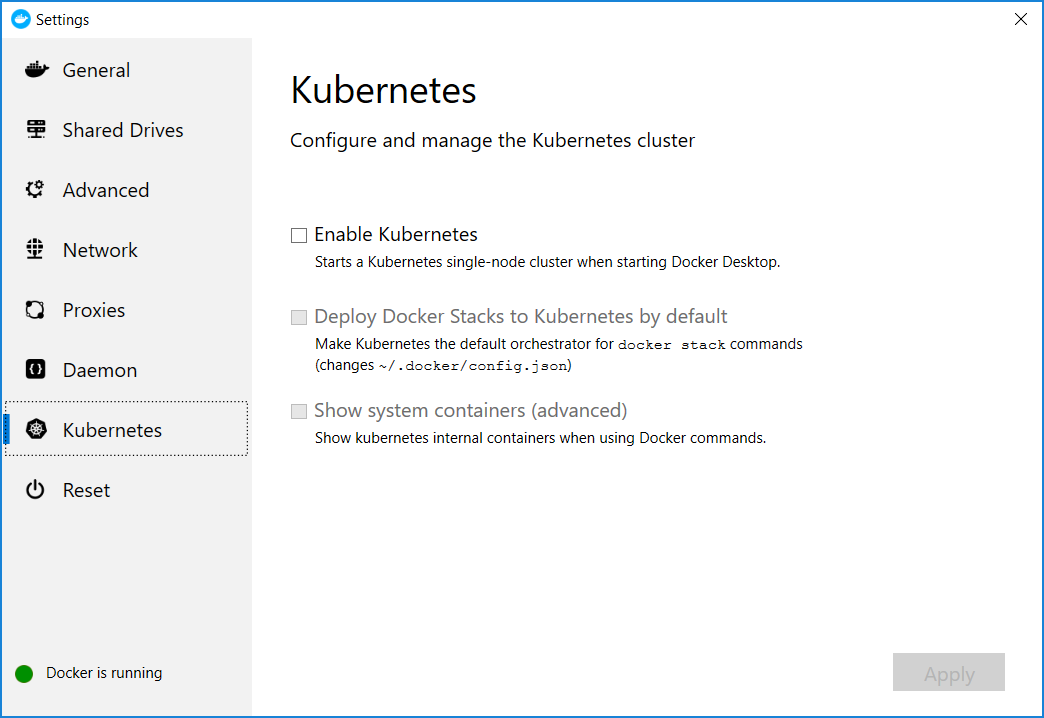 Settings
General
Shared Drives
Advanced
Network
Proxies
Daemon
Kubernetes
Reset
Docker is running
Kubernetes
Configure and manage the Kubernetes cluster
Enable Kubernetes
Starts a Kubernetes single-node cluster when starting Docker Desktop.
Deploy Docker Stacks to Kubernetes by default
Make Kubernetes the default orchestrator for docker stack commands
(changes ~/.docker/config.json)
Show system containers (advanced)
Show kubernetes internal containers when using Docker commands.
Apply